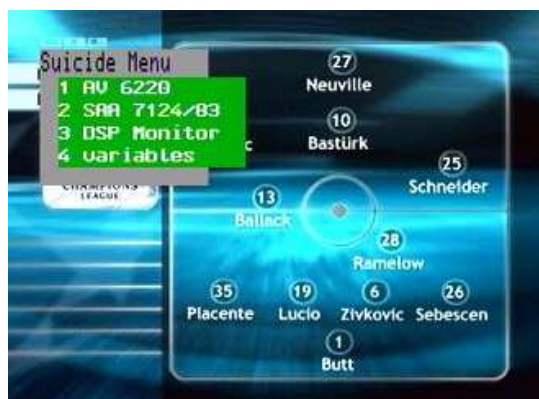 Suicide Menu
1 AV 6220
2 SAA 7124/B3
3 DSP Monitor
4 variables
27
Neuville
10
c Bastürk
25
Schneider
CHAMPIONS
LEAGUE
13
Ballack
28
Ramelow
35 19 6 26
Placente Lucio Zivkovic Sebescen
1
Butt